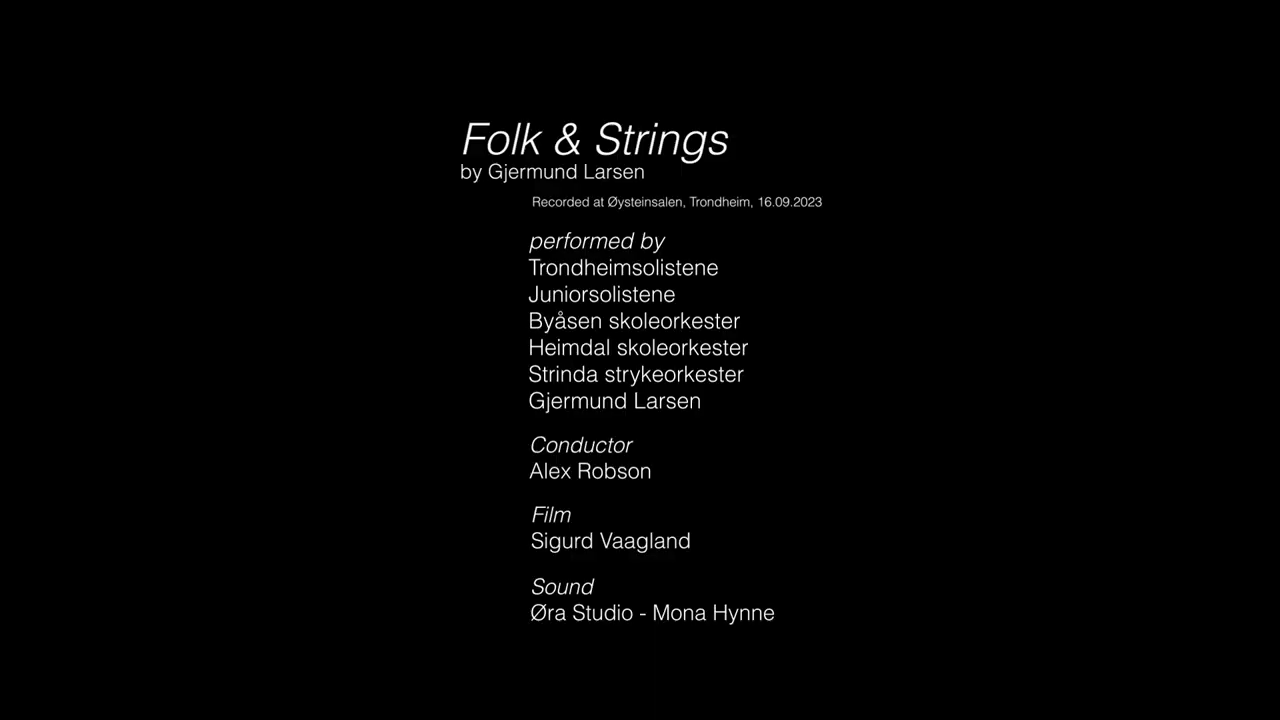 Folk & Strings
by Gjermund Larsen
Recorded at Øysteinsalen, Trondheim, 16.09.2023
performed by
Trondheimsolistene
Juniorsolistene
Byåsen skoleorkester
Heimdal skoleorkester
Strinda strykeorkester
Gjermund Larsen
Conductor
Alex Robson
Film
Sigurd Vaagland
Sound
Øra Studio - Mona Hynne